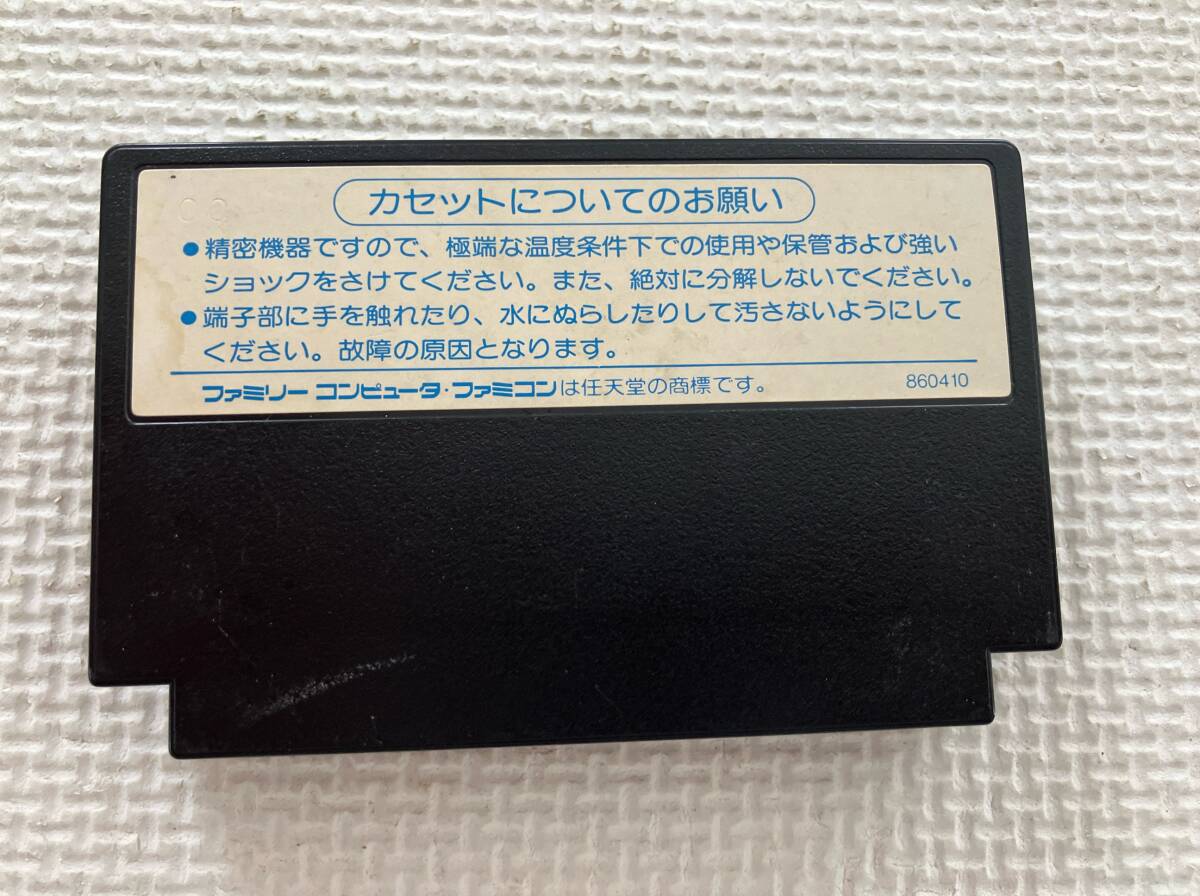 カセットについてのお願い
●精密機器ですので、極端な温度条件下での使用や保管および強い
ショックをさけてください。また、絶対に分解しないでください。
●端子部に手を触れたり、水にぬらしたりして汚さないようにして
ください。故障の原因となります。
ファミリー コンピュータ・ファミコンは任天堂の商標です。 860410